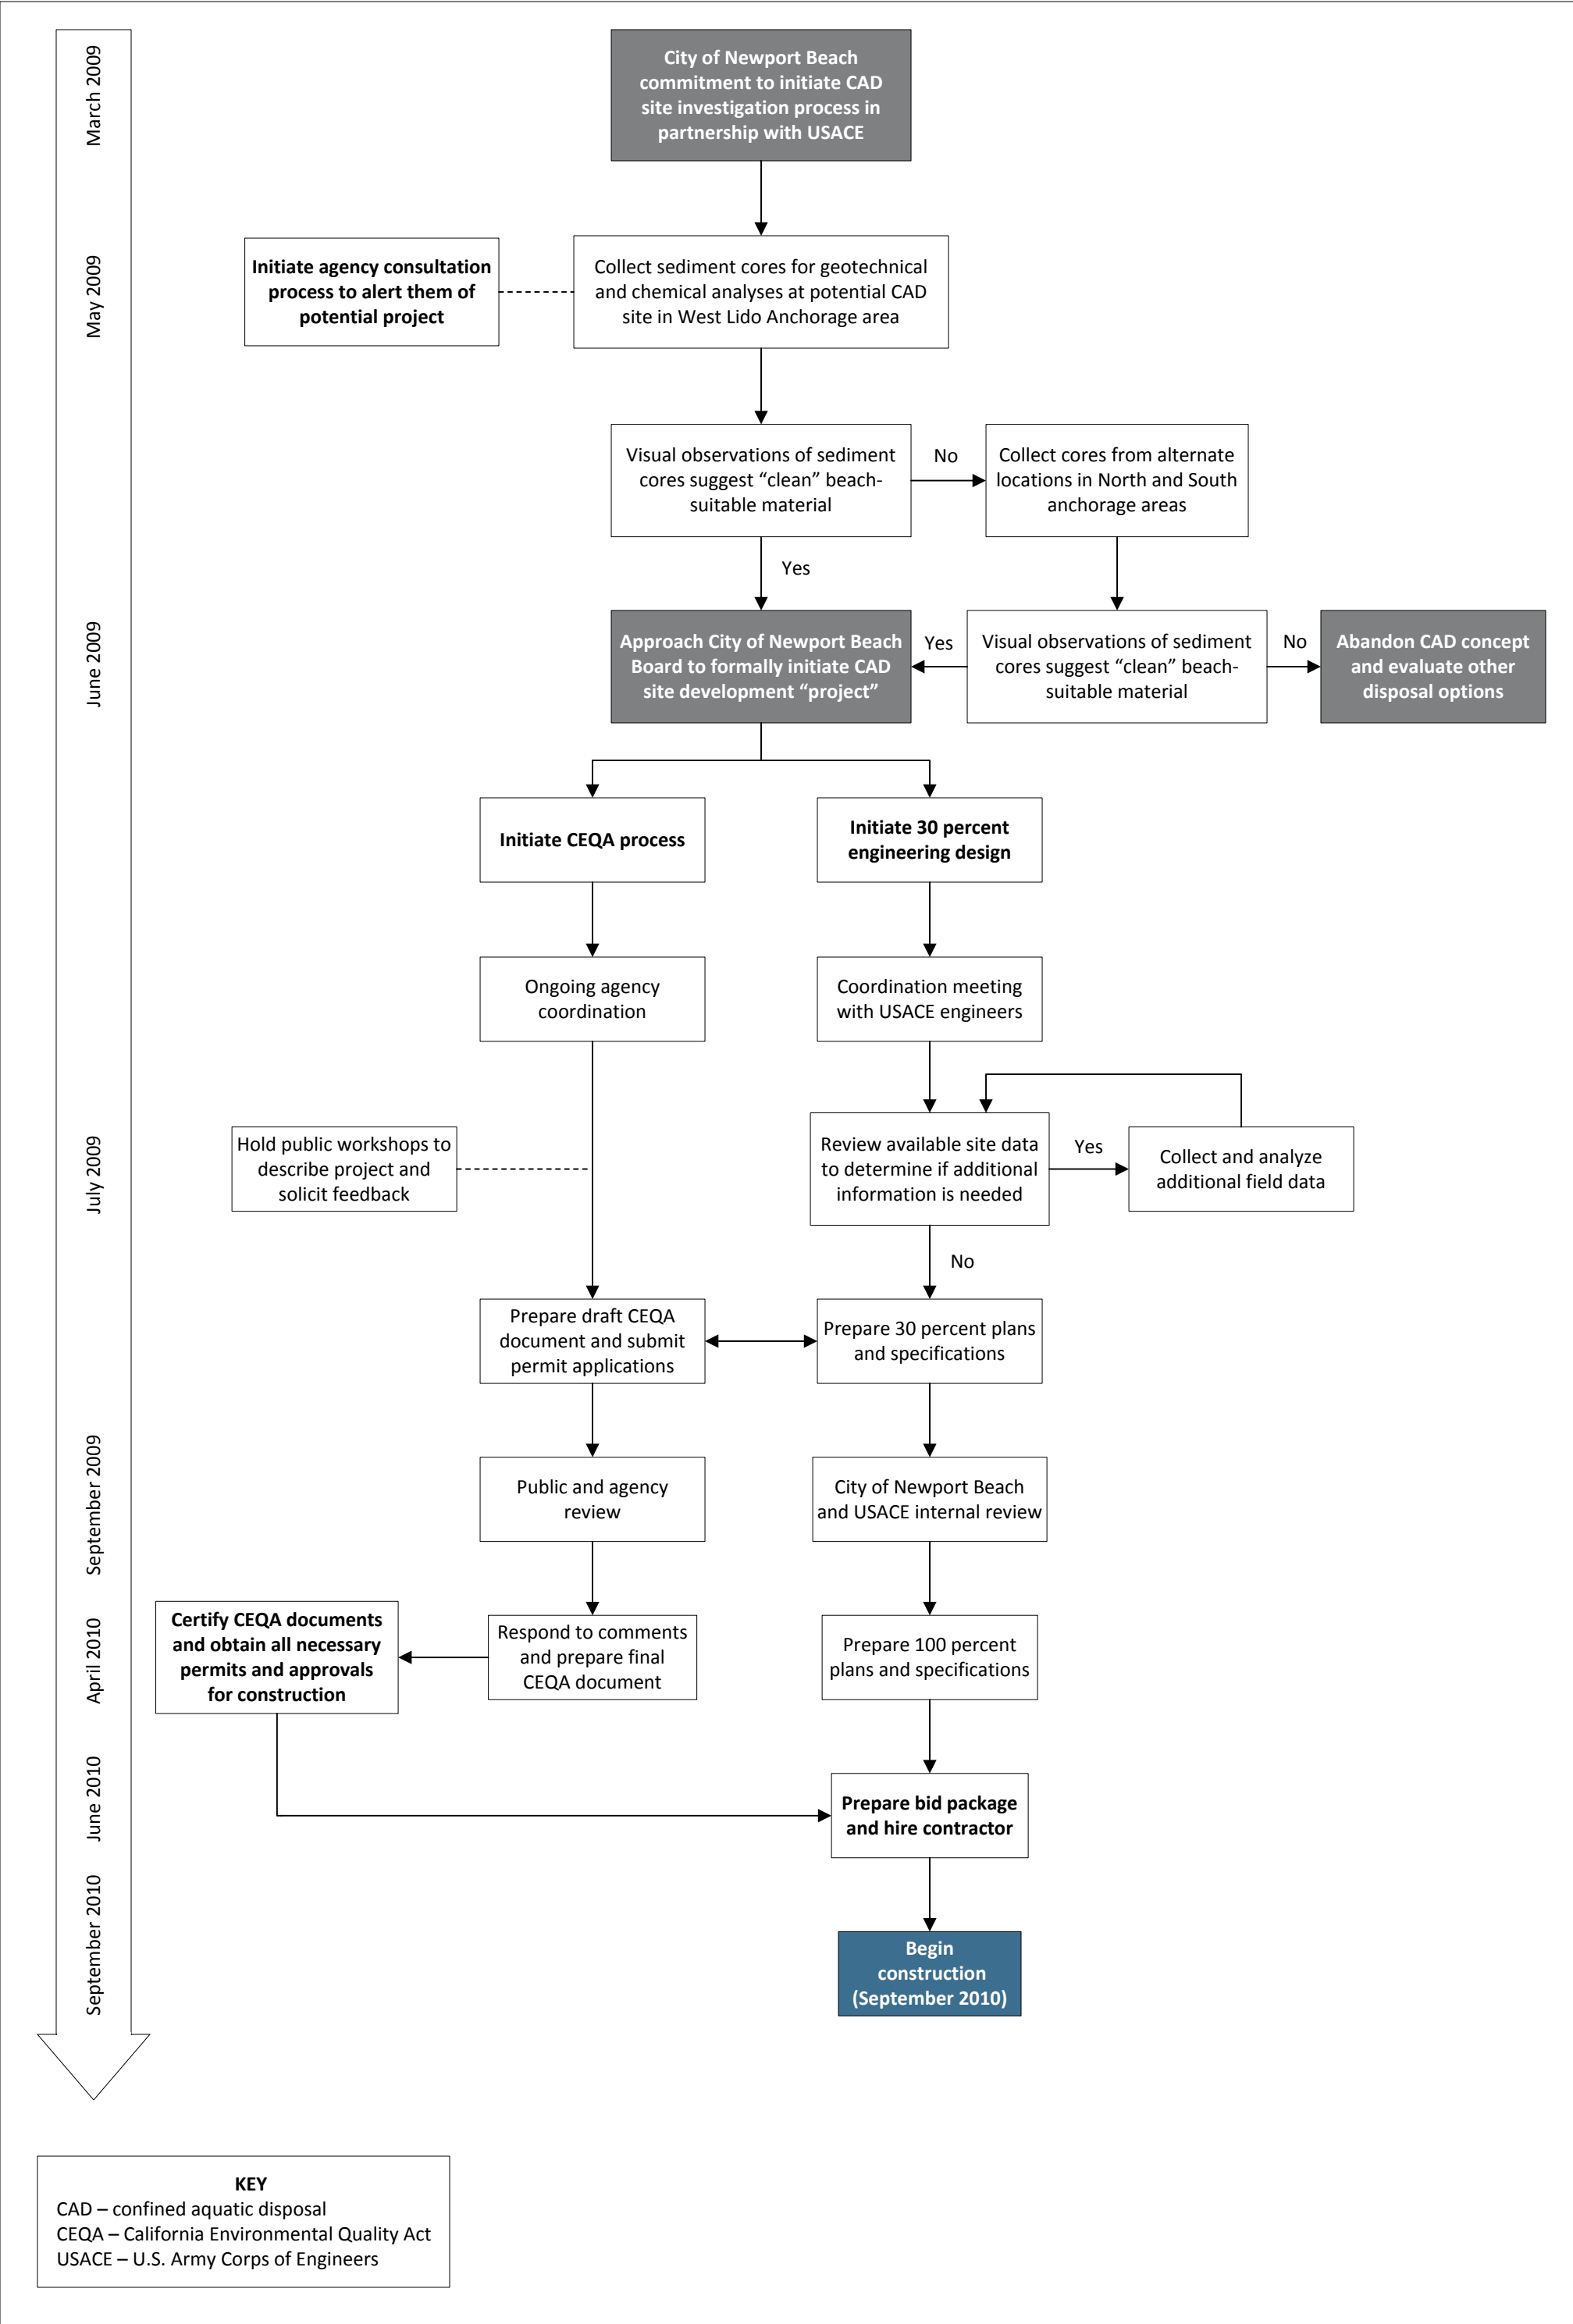 March 2009
City of Newport Beach
commitment to initiate CAD
site investigation process in
partnership with USACE
May 2009
Initiate agency consultation
process to alert them of
potential project
Collect sediment cores for geotechnical
and chemical analyses at potential CAD
site in West Lido Anchorage area
Visual observations of sediment
cores suggest “clean” beach-
suitable material
No
Collect cores from alternate
locations in North and South
anchorage areas
Yes
June 2009
Approach City of Newport Beach
Board to formally initiate CAD
site development “project”
Yes
Visual observations of sediment
cores suggest “clean” beach-
suitable material
No
Abandon CAD concept
and evaluate other
disposal options
Initiate CEQA process
Initiate 30 percent
engineering design
Ongoing agency
coordination
Coordination meeting
with USACE engineers
July 2009
Hold public workshops to
describe project and
solicit feedback
Review available site data
to determine if additional
information is needed
Yes
Collect and analyze
additional field data
No
Prepare draft CEQA
document and submit
permit applications
Prepare 30 percent plans
and specifications
September 2009
Public and agency
review
City of Newport Beach
and USACE internal review
April 2010
Certify CEQA documents
and obtain all necessary
permits and approvals
for construction
Respond to comments
and prepare final
CEQA document
Prepare 100 percent
plans and specifications
June 2010
Prepare bid package
and hire contractor
September 2010
Begin
construction
(September 2010)
KEY
CAD – confined aquatic disposal
CEQA – California Environmental Quality Act
USACE – U.S. Army Corps of Engineers